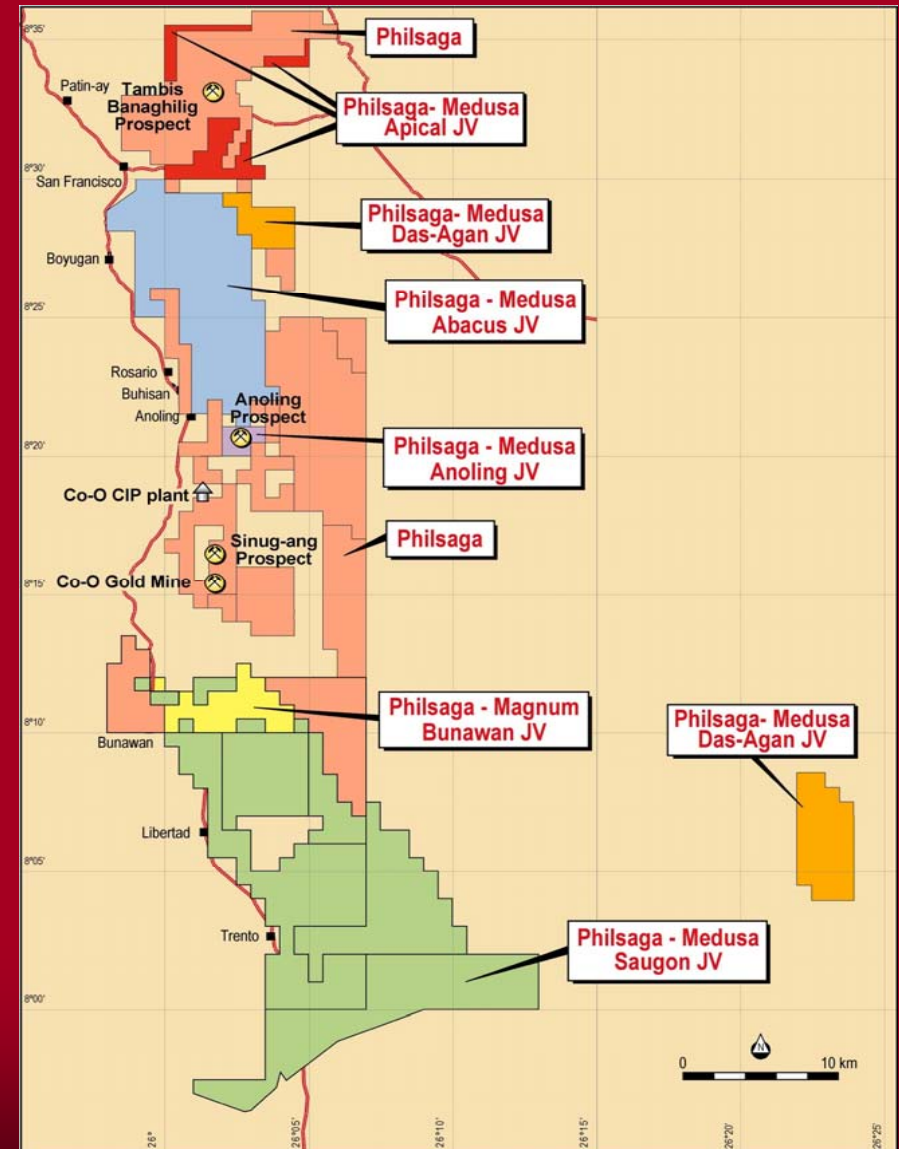 8°35'
Philsaga
Patin-ay
Tambis
Banaghilig
Prospect
Philsaga- Medusa
Apical JV
8°30'
San Francisco
Philsaga- Medusa
Das-Agan JV
Boyugan
Philsaga - Medusa
Abacus JV
8°25'
Rosario
Buhisan
Anoling
Anoling
Prospect
Philsaga - Medusa
Anoling JV
8°20'
Co-O CIP plant
Philsaga
Sinug-ang
Prospect
Co-O Gold Mine
8°15'
Philsaga - Magnum
Bunawan JV
8°10'
Bunawan
Philsaga- Medusa
Das-Agan JV
Libertad
8°05'
Trento
Philsaga - Medusa
Saugon JV
8°00'
N
0 10 km
26°
26°05'
26°10'
26°15'
26°20'
26°25'